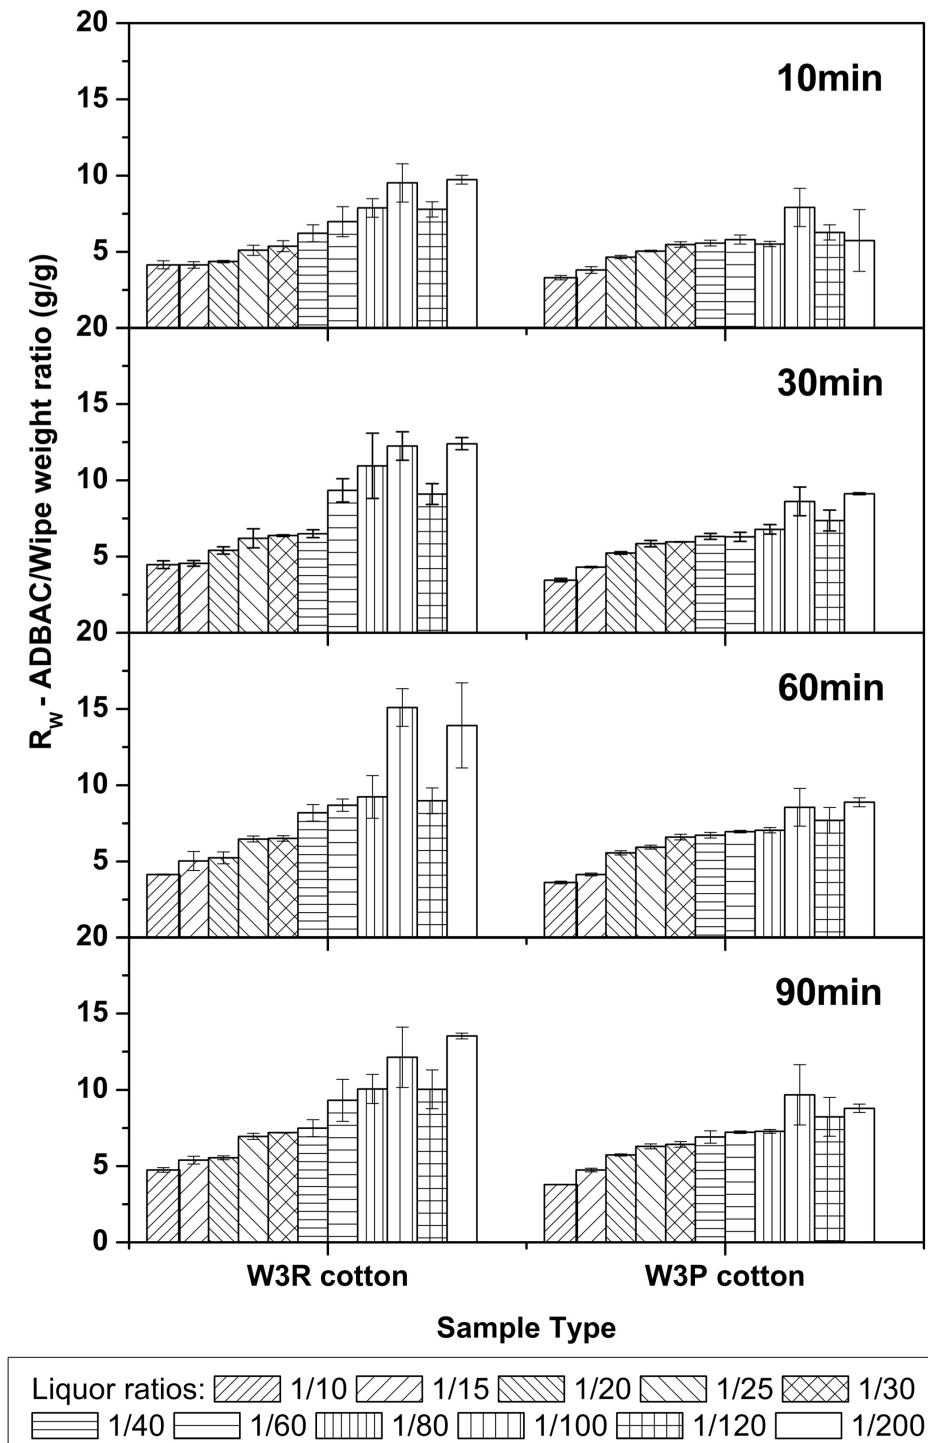 20
15
10
5
10min
20
15
10
5
30min
20
15
10
5
60min
20
15
10
5
0
90min
R_W - ADBAC/Wipe weight ratio (g/g)
W3R cotton W3P cotton
Sample Type
Liquor ratios: 1/10 1/15 1/20 1/25 1/30
1/40 1/60 1/80 1/100 1/120 1/200